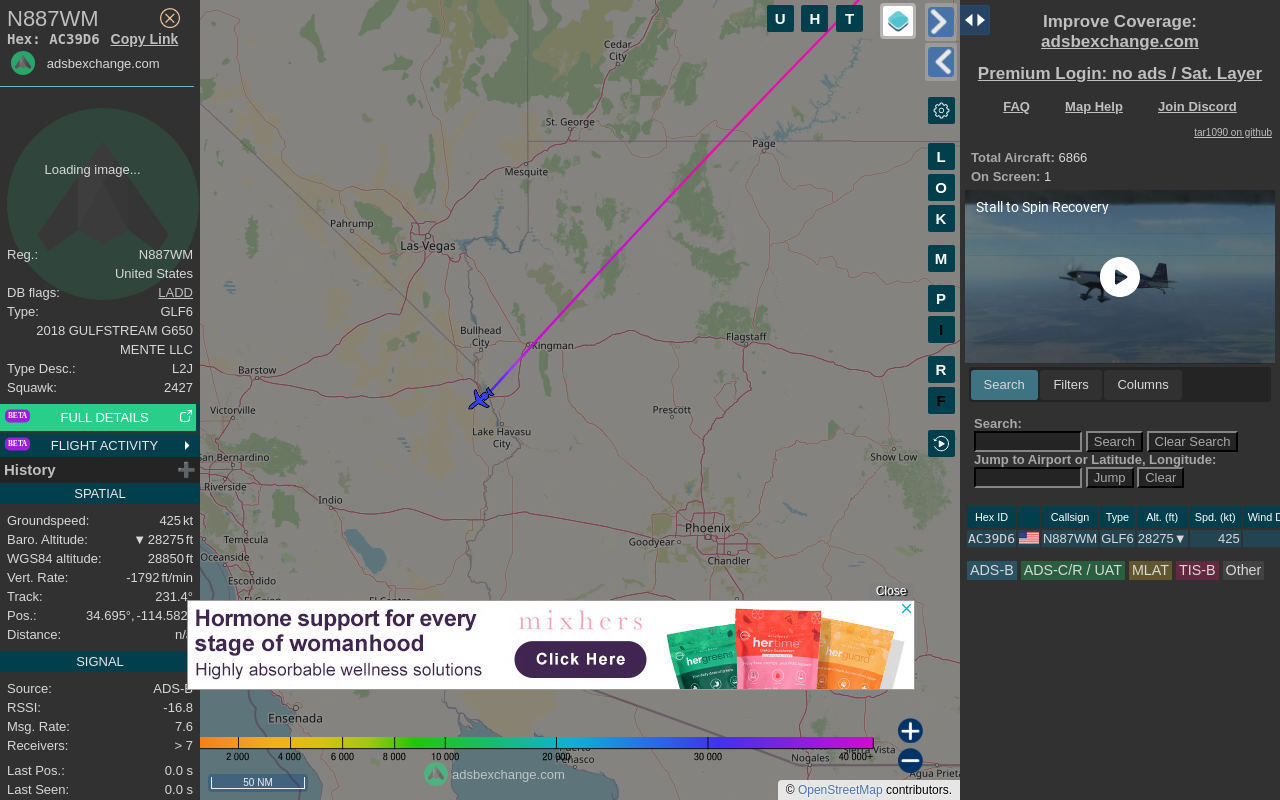 N887WM
Hex: AC39D6 Copy Link
adsbexchange.com
Loading image...
Reg.: N887WM
United States
DB flags: LADD
Type: GLF6
2018 GULFSTREAM G650
MENTE LLC
Type Desc.: L2J
Squawk: 2427
BETA FULL DETAILS
BETA FLIGHT ACTIVITY
History
SPATIAL
Groundspeed: 425 kt
Baro. Altitude: ▼ 28275 ft
WGS84 altitude: 28850 ft
Vert. Rate: -1792 ft/min
Track: 231.4°
Pos.: 34.695°, -114.582
Distance: n/a
SIGNAL
Source: ADS-B
RSSI: -16.8
Msg. Rate: 7.6
Receivers: > 7
Last Pos.: 0.0 s
Last Seen: 0.0 s
U H T
Cedar
City
St. George
Page
Mesquite
Pahrump
Las Vegas
Bullhead
City
Kingman
Flagstaff
Barstow
Victorville
Prescott
Lake Havasu
City
San Bernardino
Show Low
Riverside
Indio
Phoenix
Temecula
Goodyear
Oceanside
Chandler
Escondido
El Cajon
El Centro
L
O
K
M
P
I
R
F
Close
Hormone support for every
stage of womanhood
Highly absorbable wellness solutions
mixhers
Click Here
hergreens
hertime
herguard
Ensenada
Puerto
Peñasco
Nogales
Sierra Vista
Agua Prieta
2 000 4 000 6 000 8 000 10 000 20 000 30 000 40 000+
adsbexchange.com
50 NM
© OpenStreetMap contributors.
Improve Coverage:
adsbexchange.com
Premium Login: no ads / Sat. Layer
FAQ Map Help Join Discord
tar1090 on github
Total Aircraft: 6866
On Screen: 1
Stall to Spin Recovery
Search Filters Columns
Search:
Search Clear Search
Jump to Airport or Latitude, Longitude:
Jump Clear
Hex ID Callsign Type Alt. (ft) Spd. (kt) Wind D
AC39D6 N887WM GLF6 28275▼ 425
ADS-B ADS-C/R / UAT MLAT TIS-B Other